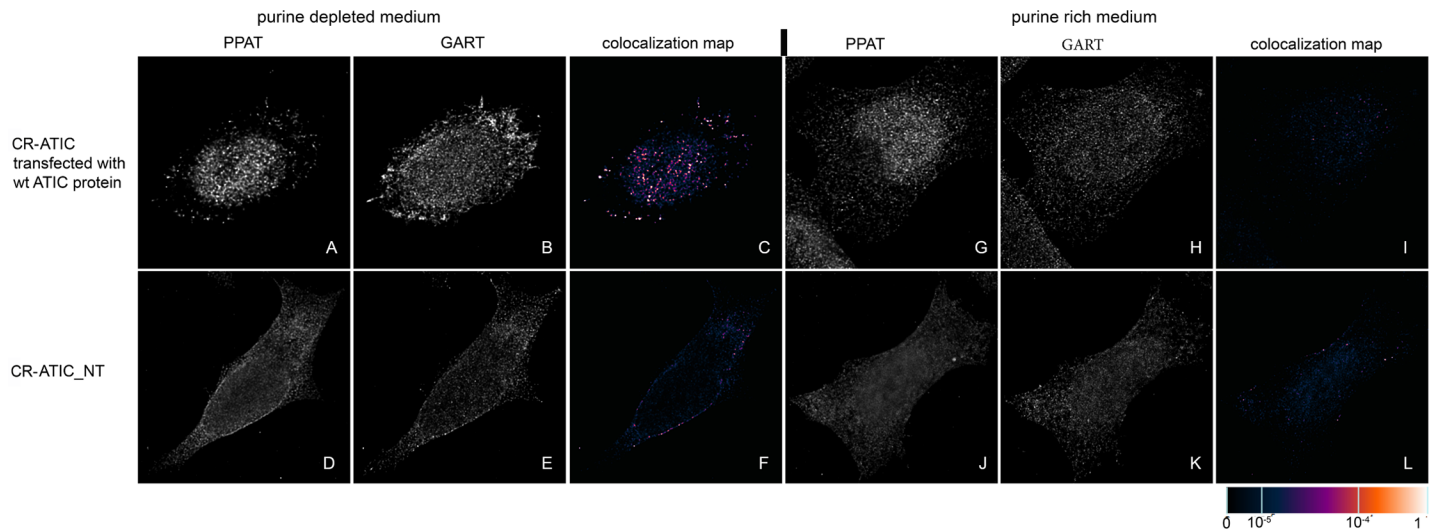 purine depleted medium
purine rich medium
PPAT
GART
colocalization map
PPAT
GART
colocalization map
CR-ATIC
transfected with
wt ATIC protein
A
B
C
G
H
I
CR-ATIC_NT
D
E
F
J
K
L
0 10-5 10-4 1